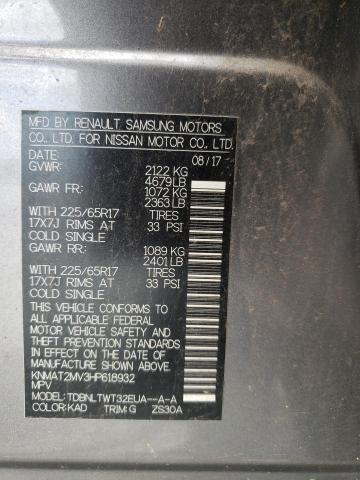 MFD BY RENAULT SAMSUNG MOTORS
CO., LTD. FOR NISSAN MOTOR CO., LTD.
DATE: 08/17
GVWR: 2122 KG
4679 LB
GAWR FR: 1072 KG
2363 LB
WITH 225/65R17 TIRES
17X7J RIMS AT 33 PSI
COLD SINGLE
GAWR RR: 1089 KG
2401 LB
WITH 225/65R17 TIRES
17X7J RIMS AT 33 PSI
COLD SINGLE
THIS VEHICLE CONFORMS TO
ALL APPLICABLE FEDERAL
MOTOR VEHICLE SAFETY AND
THEFT PREVENTION STANDARDS
IN EFFECT ON THE DATE
OF MANUFACTURE SHOWN ABOVE.
KNMAT2MV3HP618932
MPV
MODEL: TDBNLTWT32EUA--A-A
COLOR: KAD TRIM: G ZS30A